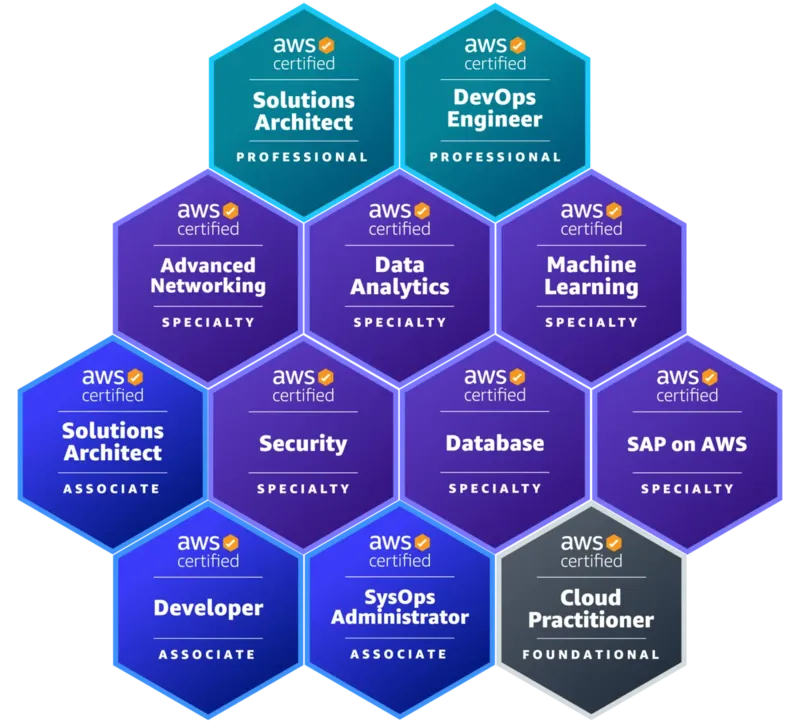 aws
certified
Solutions
Architect
PROFESSIONAL
aws
certified
DevOps
Engineer
PROFESSIONAL
aws
certified
Advanced
Networking
SPECIALTY
aws
certified
Data
Analytics
SPECIALTY
aws
certified
Machine
Learning
SPECIALTY
aws
certified
Solutions
Architect
ASSOCIATE
aws
certified
Security
SPECIALTY
aws
certified
Database
SPECIALTY
aws
certified
SAP on AWS
SPECIALTY
aws
certified
Developer
ASSOCIATE
aws
certified
SysOps
Administrator
ASSOCIATE
aws
certified
Cloud
Practitioner
FOUNDATIONAL